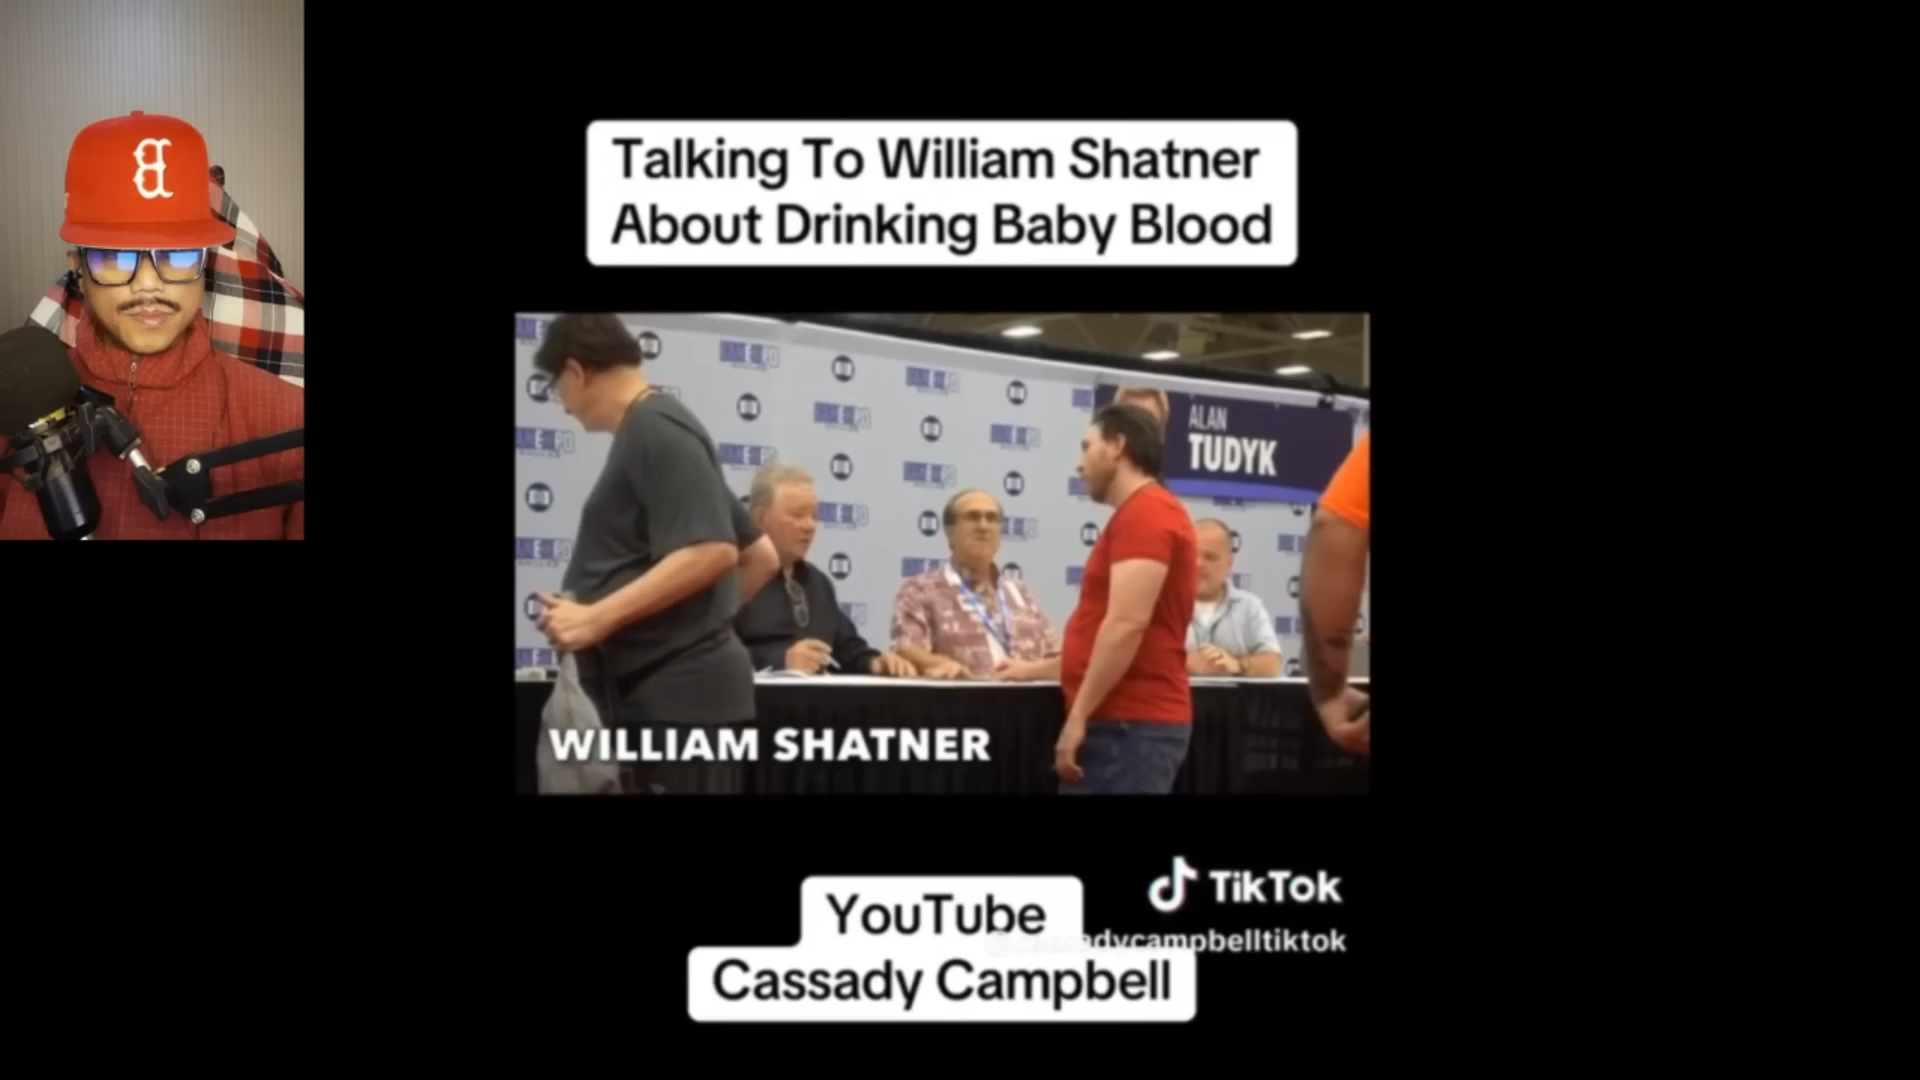 Talking To William Shatner
About Drinking Baby Blood
ALAN
TUDYK
WILLIAM SHATNER
TikTok
YouTube
Cassady Campbell